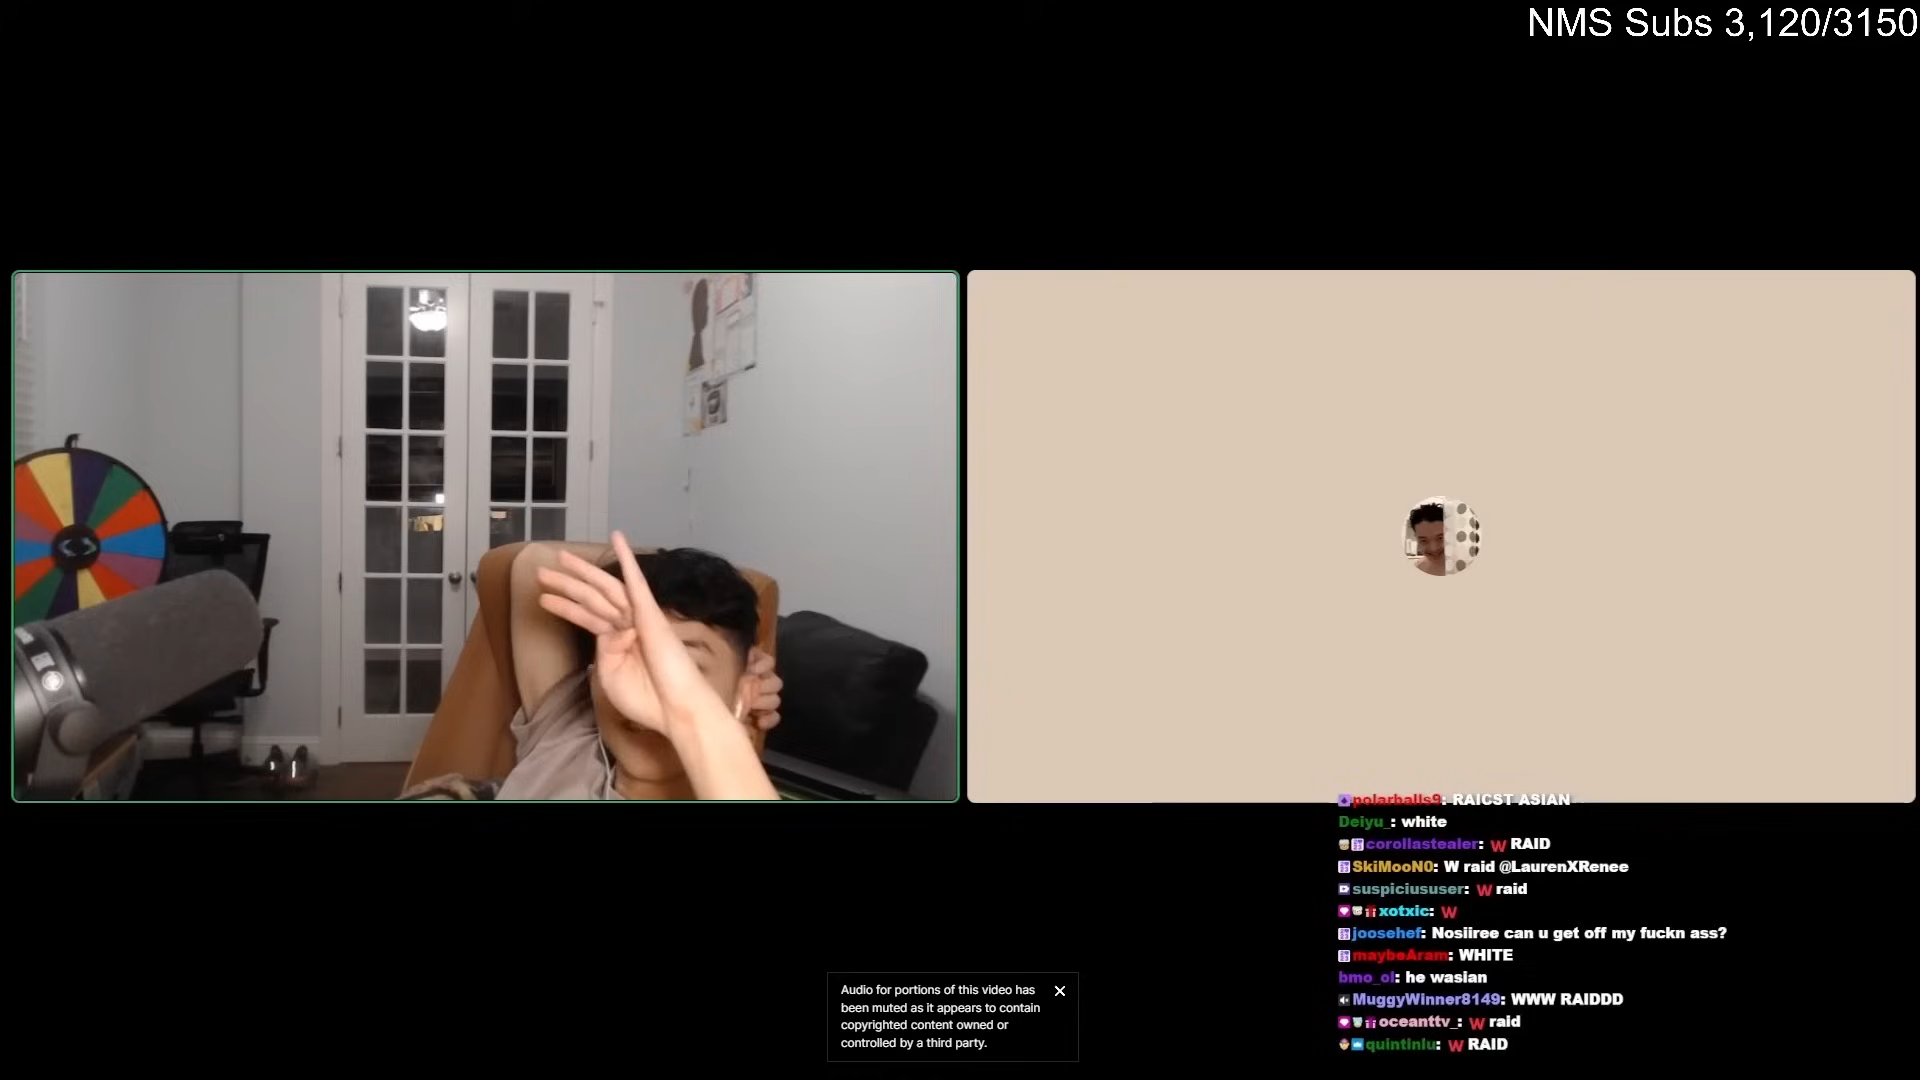 NMS Subs 3,120/3150
polarballs9: RAICST ASIAN
Deiyu_: white
corollastealer: W RAID
SkiMooN0: W raid @LaurenXRenee
suspiciususer: W raid
xotxic: W
joosehef: Nosiiree can u get off my fuckn ass?
maybeAram: WHITE
bmo_ol: he wasian
MuggyWinner8149: WWW RAIDDD
oceanttv_: W raid
quintinlu: W RAID
Audio for portions of this video has
been muted as it appears to contain
copyrighted content owned or
controlled by a third party.